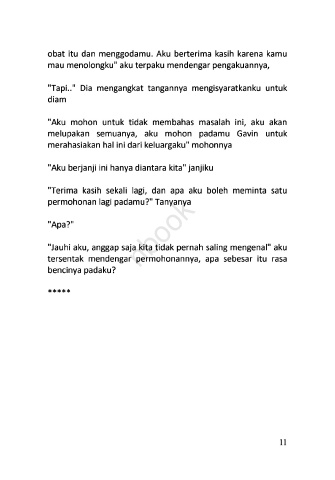 obat itu dan menggodamu. Aku berterima kasih karena kamu
mau menolongku" aku terpaku mendengar pengakuannya,
"Tapi.." Dia mengangkat tangannya mengisyaratkanku untuk
diam
"Aku mohon untuk tidak membahas masalah ini, aku akan
melupakan semuanya, aku mohon padamu Gavin untuk
merahasiakan hal ini dari keluargaku" mohonnya
"Aku berjanji ini hanya diantara kita" janjiku
"Terima kasih sekali lagi, dan apa aku boleh meminta satu
permohonan lagi padamu?" Tanyanya
"Apa?"
"Jauhi aku, anggap saja kita tidak pernah saling mengenal" aku
tersentak mendengar permohonannya, apa sebesar itu rasa
bencinya padaku?
*****
11